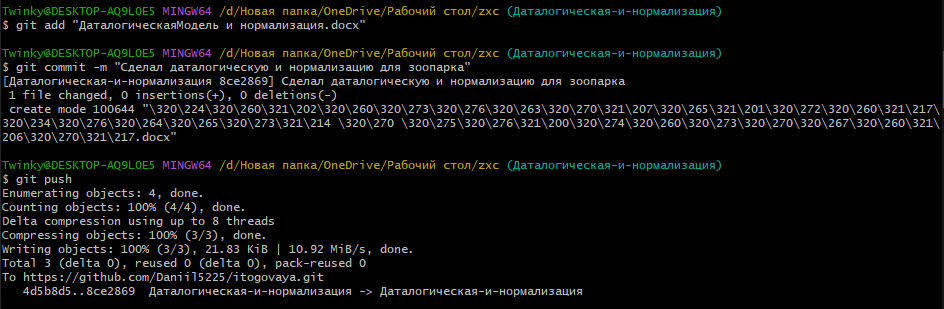 Twinky@DESKTOP-AQ9LOE5 MINGW64 /d/Новая папка/OneDrive/Рабочий стол/zxc (Даталогическая-и-нормализация)
$ git add "ДаталогическаяМодель и нормализация.docx"
Twinky@DESKTOP-AQ9LOE5 MINGW64 /d/Новая папка/OneDrive/Рабочий стол/zxc (Даталогическая-и-нормализация)
$ git commit -m "Сделал даталогическую и нормализацию для зоопарка"
[Даталогическая-и-нормализация 8ce2869] Сделал даталогическую и нормализацию для зоопарка
1 file changed, 0 insertions(+), 0 deletions(-)
create mode 100644 "\320\224\320\260\321\202\320\260\320\273\320\276\320\263\320\270\321\207\320\265\321\201\320\272\320\260\321\217\
320\234\320\276\320\264\320\265\320\273\321\214 \320\270 \320\275\320\276\321\200\320\274\320\260\320\273\320\270\320\267\320\260\321\
206\320\270\321\217.docx"
Twinky@DESKTOP-AQ9LOE5 MINGW64 /d/Новая папка/OneDrive/Рабочий стол/zxc (Даталогическая-и-нормализация)
$ git push
Enumerating objects: 4, done.
Counting objects: 100% (4/4), done.
Delta compression using up to 8 threads
Compressing objects: 100% (3/3), done.
Writing objects: 100% (3/3), 21.83 KiB | 10.92 MiB/s, done.
Total 3 (delta 0), reused 0 (delta 0), pack-reused 0
To https://github.com/Daniil5225/itogovaya.git
4d5b8d5..8ce2869  Даталогическая-и-нормализация -> Даталогическая-и-нормализация